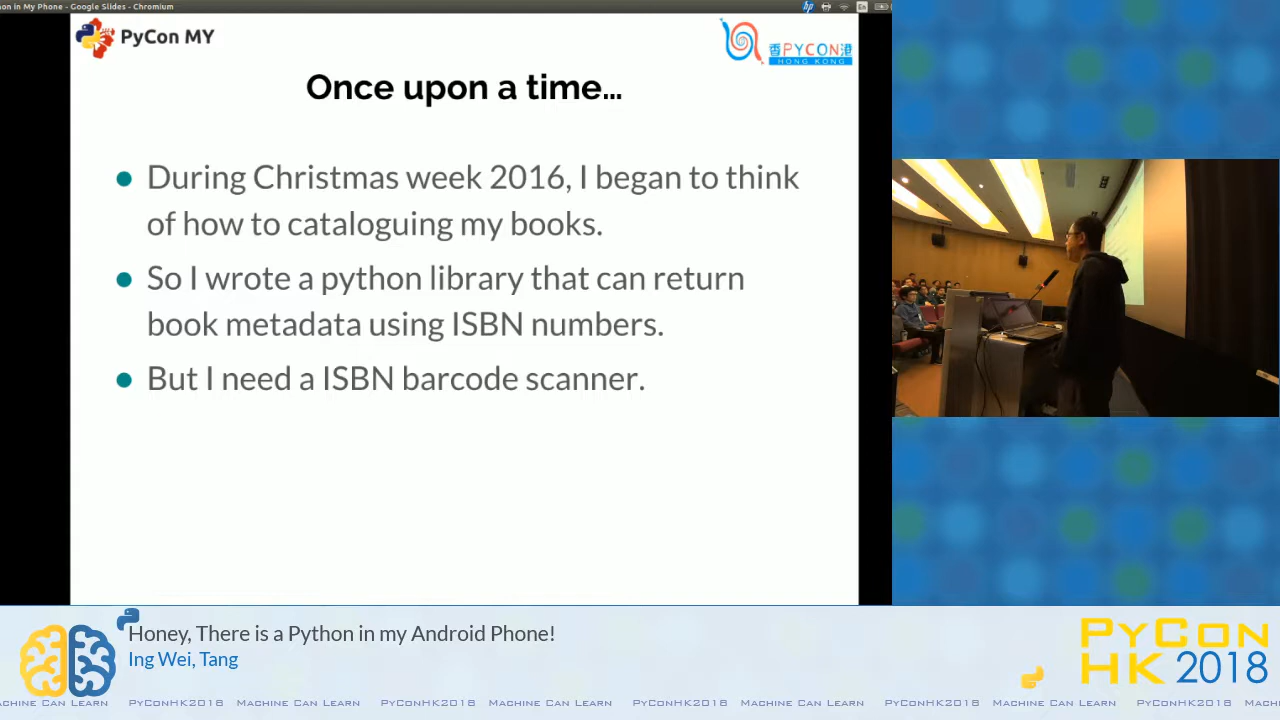 on in My Phone - Google Slides - Chromium
En
PyCon MY
香PYCON港
HONG KONG
Once upon a time…
During Christmas week 2016, I began to think
of how to cataloguing my books.
So I wrote a python library that can return
book metadata using ISBN numbers.
But I need a ISBN barcode scanner.
Honey, There is a Python in my Android Phone!
Ing Wei, Tang
PyCon
HK 2018
achine Can Learn PyConHK2018 Machine Can Learn PyConHK2018 Machine Can Learn PyConHK2018 Machine Can Learn PyConHK2018 Machine Can Learn PyConHK2018 Machi